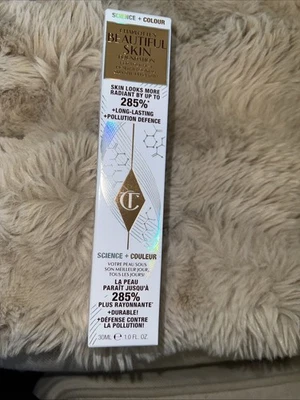 SCIENCE + COLOUR
CHARLOTTE'S
BEAUTIFUL
SKIN
FOUNDATION
SKIN LOOKS MORE
RADIANT BY UP TO
285%*
+LONG-LASTING
+POLLUTION DEFENCE
CT
SCIENCE + COULEUR
VOTRE PEAU SOUS
SON MEILLEUR JOUR,
TOUS LES JOURS!
LA PEAU
PARAÎT JUSQU'À
285%
PLUS RAYONNANTE*
+DURABLE!
+DÉFENSE CONTRE
LA POLLUTION!
30ML ℮ 1.0 FL. OZ